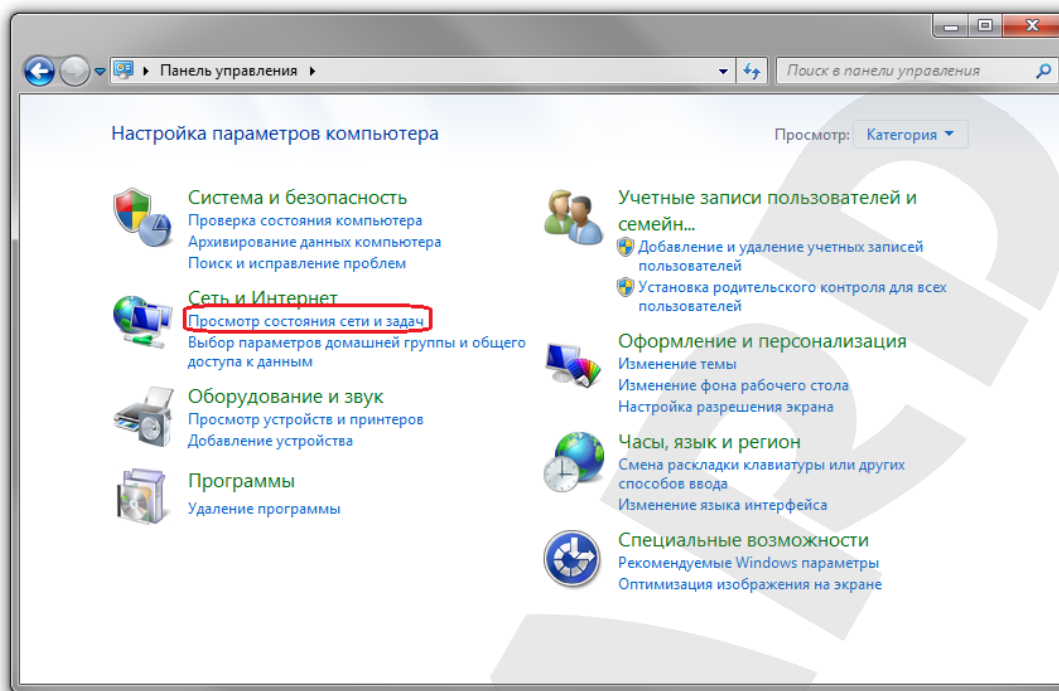 Панель управления
Поиск в панели управления
Настройка параметров компьютера
Просмотр: Категория
Система и безопасность
Проверка состояния компьютера
Архивирование данных компьютера
Поиск и исправление проблем
Сеть и Интернет
Просмотр состояния сети и задач
Выбор параметров домашней группы и общего
доступа к данным
Оборудование и звук
Просмотр устройств и принтеров
Добавление устройства
Программы
Удаление программы
Учетные записи пользователей и
семейн...
Добавление и удаление учетных записей
пользователей
Установка родительского контроля для всех
пользователей
Оформление и персонализация
Изменение темы
Изменение фона рабочего стола
Настройка разрешения экрана
Часы, язык и регион
Смена раскладки клавиатуры или других
способов ввода
Изменение языка интерфейса
Специальные возможности
Рекомендуемые Windows параметры
Оптимизация изображения на экране